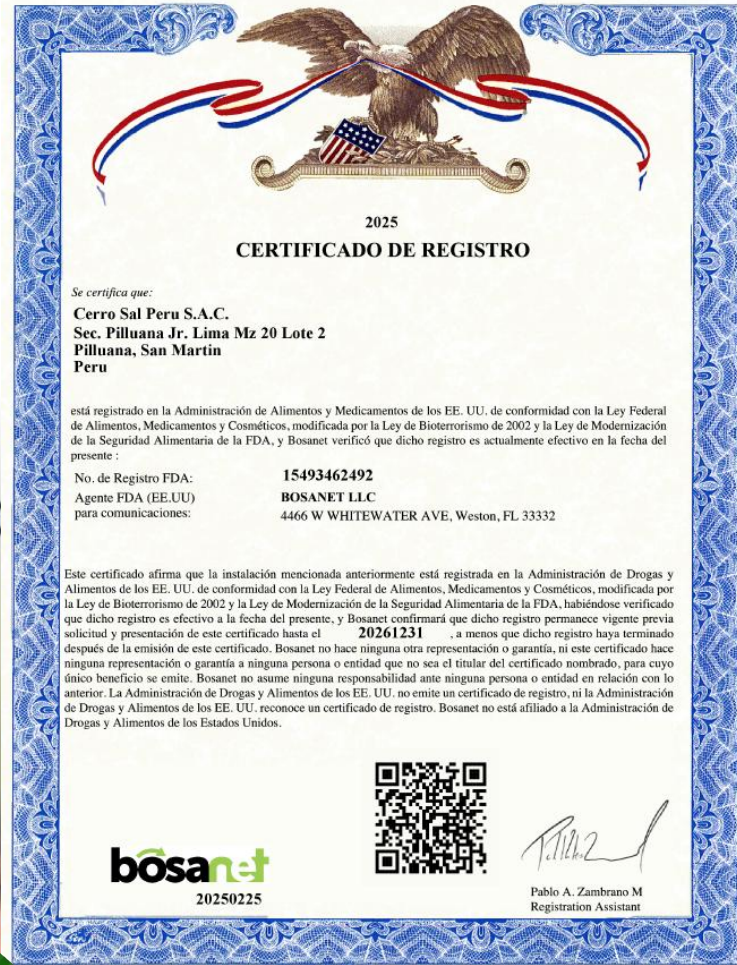 2025
CERTIFICADO DE REGISTRO
Se certifica que:
Cerro Sal Peru S.A.C.
Sec. Pilluana Jr. Lima Mz 20 Lote 2
Pilluana, San Martin
Peru
está registrado en la Administración de Alimentos y Medicamentos de los EE. UU. de conformidad con la Ley Federal
de Alimentos, Medicamentos y Cosméticos, modificada por la Ley de Bioterrorismo de 2002 y la Ley de Modernización
de la Seguridad Alimentaria de la FDA, y Bosanet verificó que dicho registro es actualmente efectivo en la fecha del
presente :
No. de Registro FDA: 15493462492
Agente FDA (EE.UU) BOSANET LLC
para comunicaciones: 4466 W WHITEWATER AVE, Weston, FL 33332
Este certificado afirma que la instalación mencionada anteriormente está registrada en la Administración de Drogas y
Alimentos de los EE. UU. de conformidad con la Ley Federal de Alimentos, Medicamentos y Cosméticos, modificada por
la Ley de Bioterrorismo de 2002 y la Ley de Modernización de la Seguridad Alimentaria de la FDA, habiéndose verificado
que dicho registro es efectivo a la fecha del presente, y Bosanet confirmará que dicho registro permanece vigente previa
solicitud y presentación de este certificado hasta el 20261231 , a menos que dicho registro haya terminado
después de la emisión de este certificado. Bosanet no hace ninguna otra representación o garantía, ni este certificado hace
ninguna representación o garantía a ninguna persona o entidad que no sea el titular del certificado nombrado, para cuyo
único beneficio se emite. Bosanet no asume ninguna responsabilidad ante ninguna persona o entidad en relación con lo
anterior. La Administración de Drogas y Alimentos de los EE. UU. no emite un certificado de registro, ni la Administración
de Drogas y Alimentos de los EE. UU. reconoce un certificado de registro. Bosanet no está afiliado a la Administración de
Drogas y Alimentos de los Estados Unidos.
bosanet
20250225
Pablo A. Zambrano M
Registration Assistant